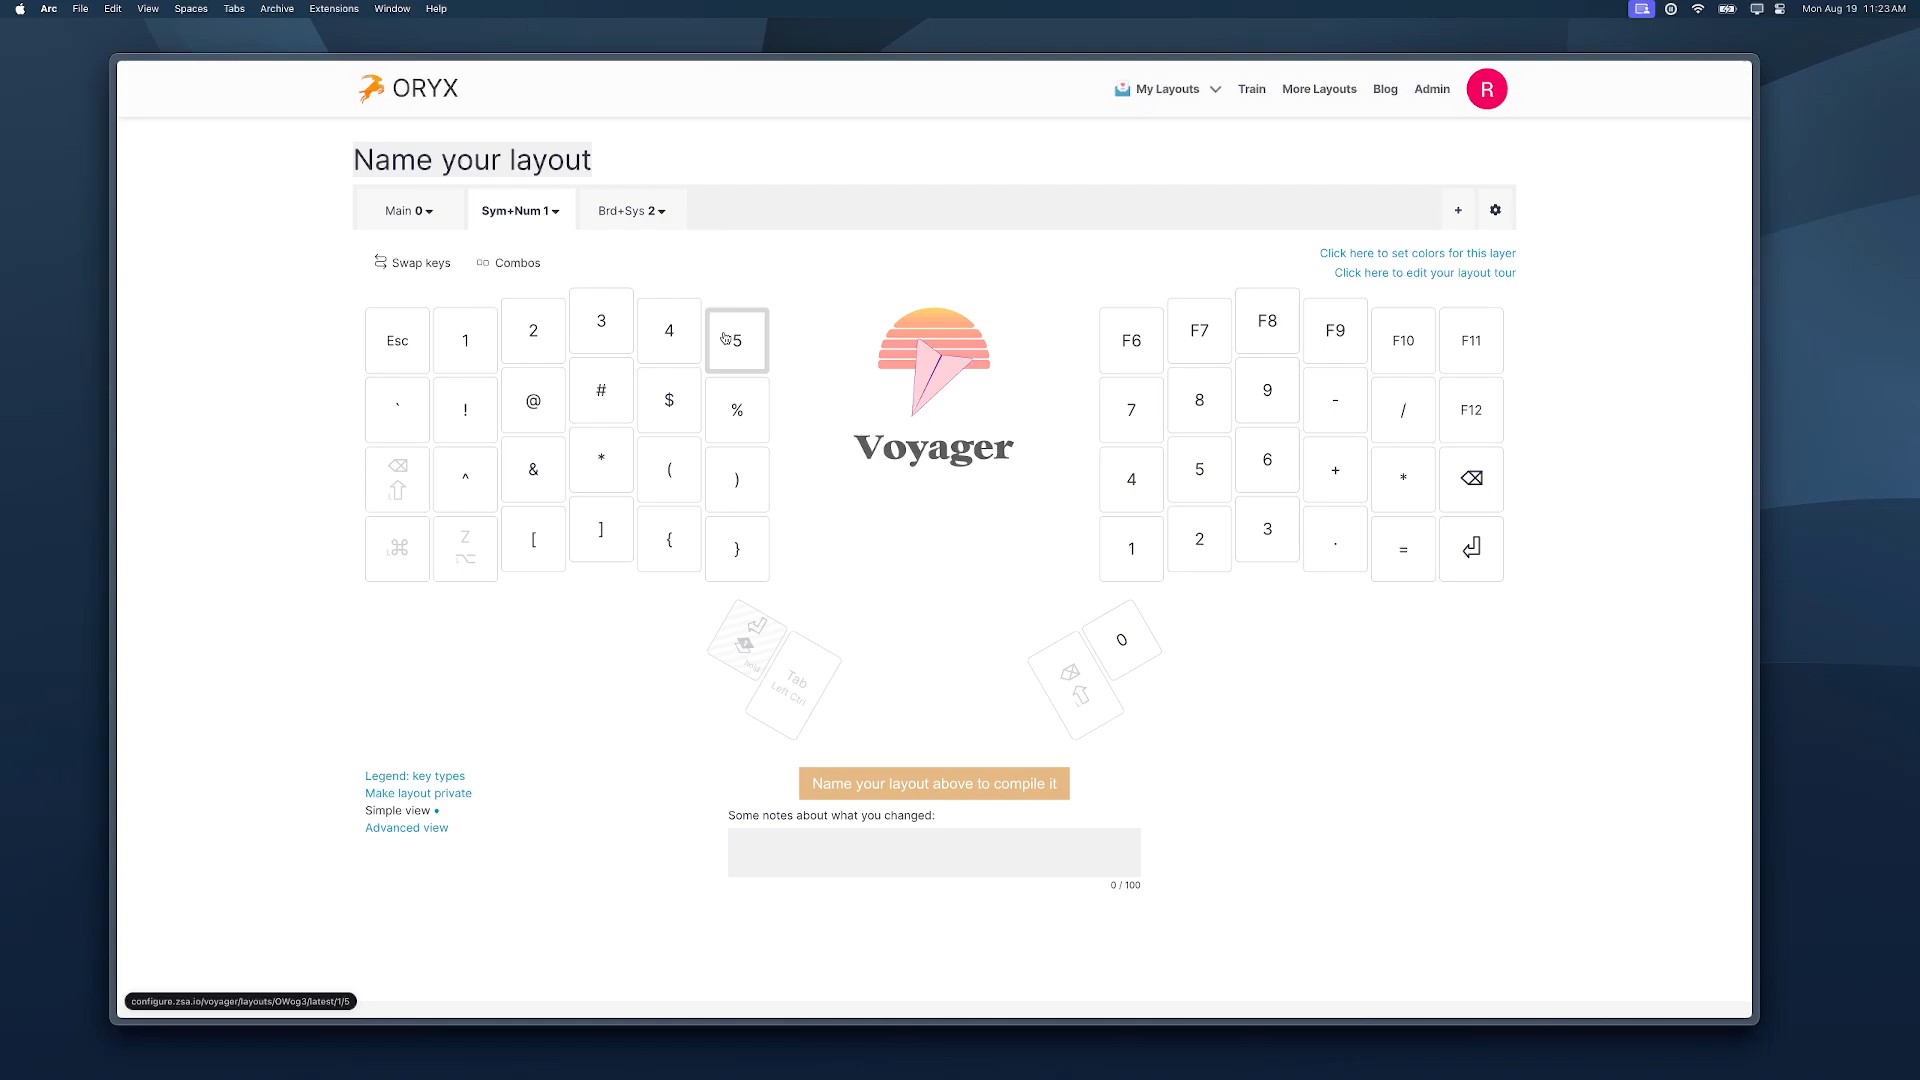 Arc File Edit View Spaces Tabs Archive Extensions Window Help Mon Aug 19 11:23 AM
ORYX
My Layouts Train More Layouts Blog Admin R
Name your layout
Main 0 Sym+Num 1 Brd+Sys 2 +
Swap keys Combos
Click here to set colors for this layer
Click here to edit your layout tour
Esc 1 2 3 4 5 F6 F7 F8 F9 F10 F11
` ! @ # $ % 7 8 9 - / F12
^ & * ( ) 4 5 6 + *
Z [ ] { } 1 2 3 . =
Voyager
hold
Tab
Left Ctrl
0
Legend: key types
Make layout private
Simple view
Advanced view
Name your layout above to compile it
Some notes about what you changed:
0 / 100
configure.zsa.io/voyager/layouts/OWog3/latest/1/5